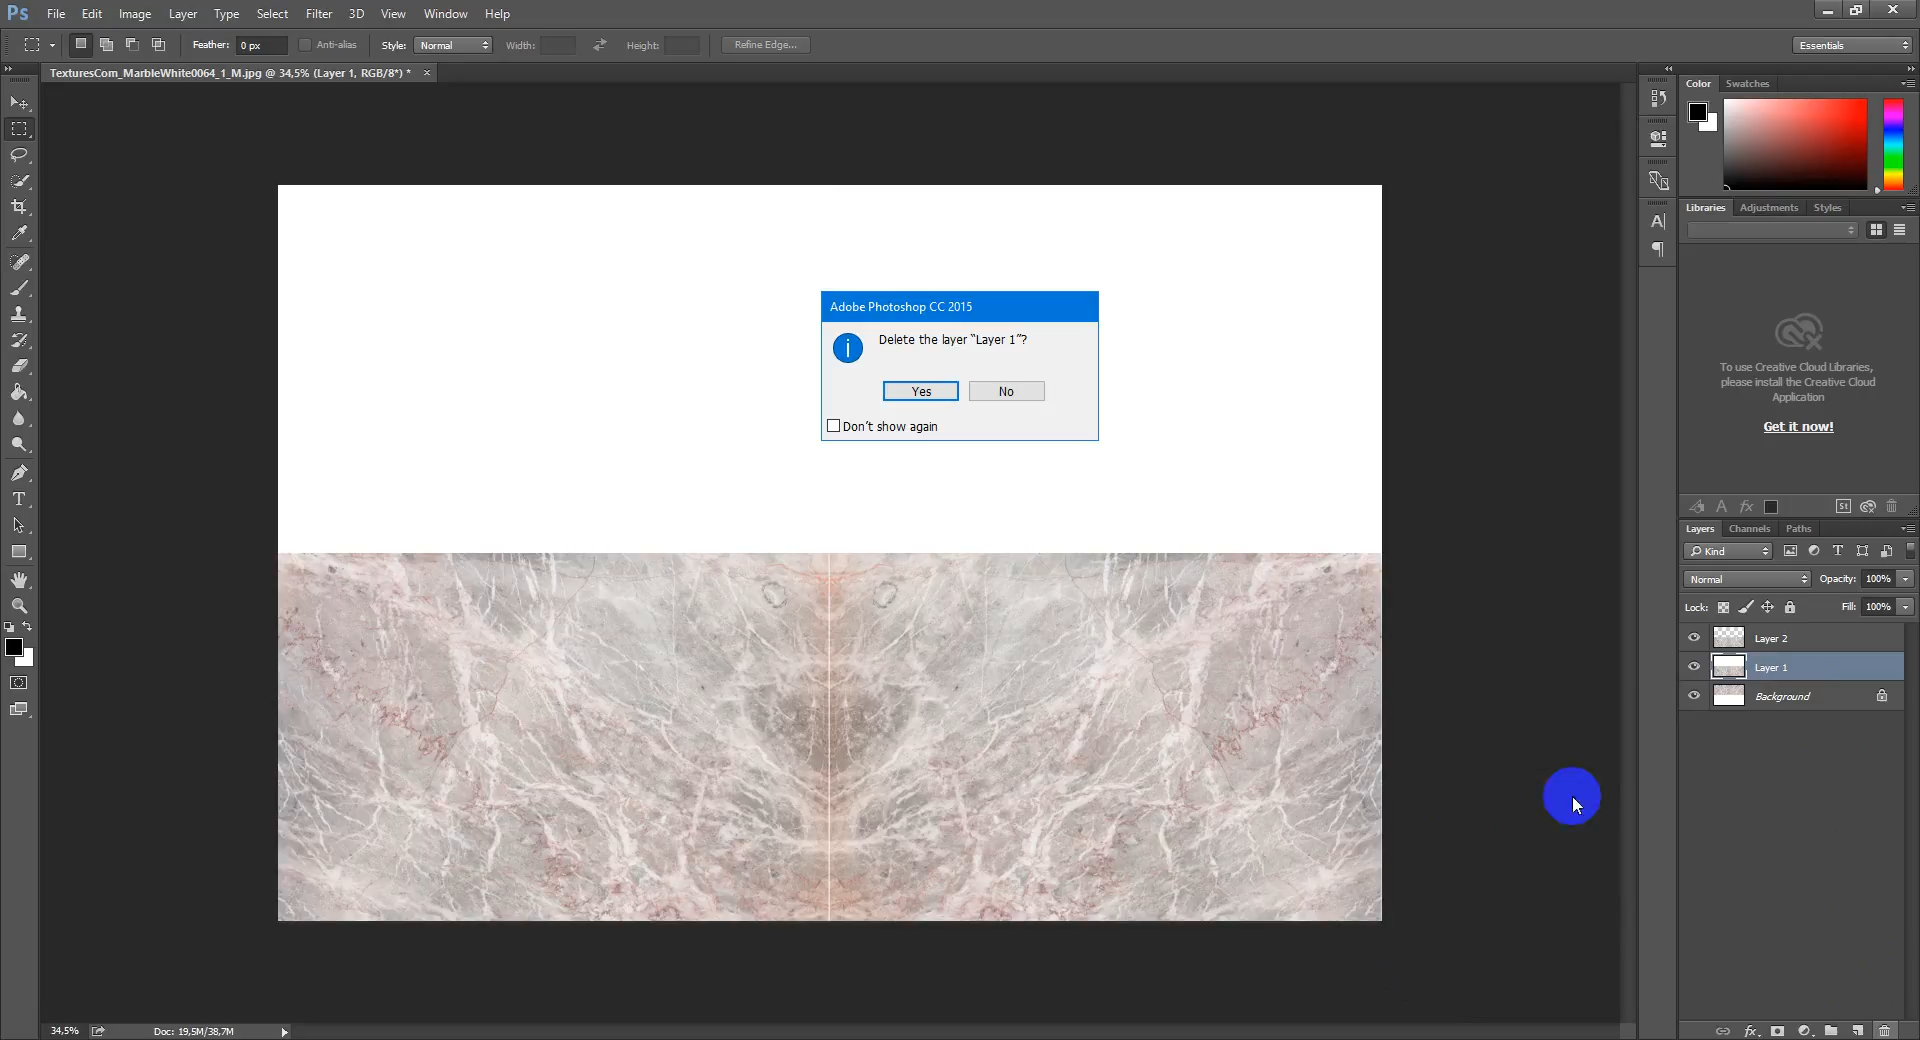 Ps File Edit Image Layer Type Select Filter 3D View Window Help
Feather: 0 px Anti-alias Style: Normal Width: Height: Refine Edge... Essentials
TexturesCom_MarbleWhite0064_1_M.jpg @ 34,5% (Layer 1, RGB/8*) * ×
Color Swatches
Libraries Adjustments Styles
Adobe Photoshop CC 2015
Delete the layer “Layer 1”?
Yes No
Don't show again
To use Creative Cloud Libraries,
please install the Creative Cloud
Application
Get it now!
A fx St
Layers Channels Paths
Kind
Normal Opacity: 100%
Lock: Fill: 100%
Layer 2
Layer 1
Background
34,5% Doc: 19,5M/38,7M
fx